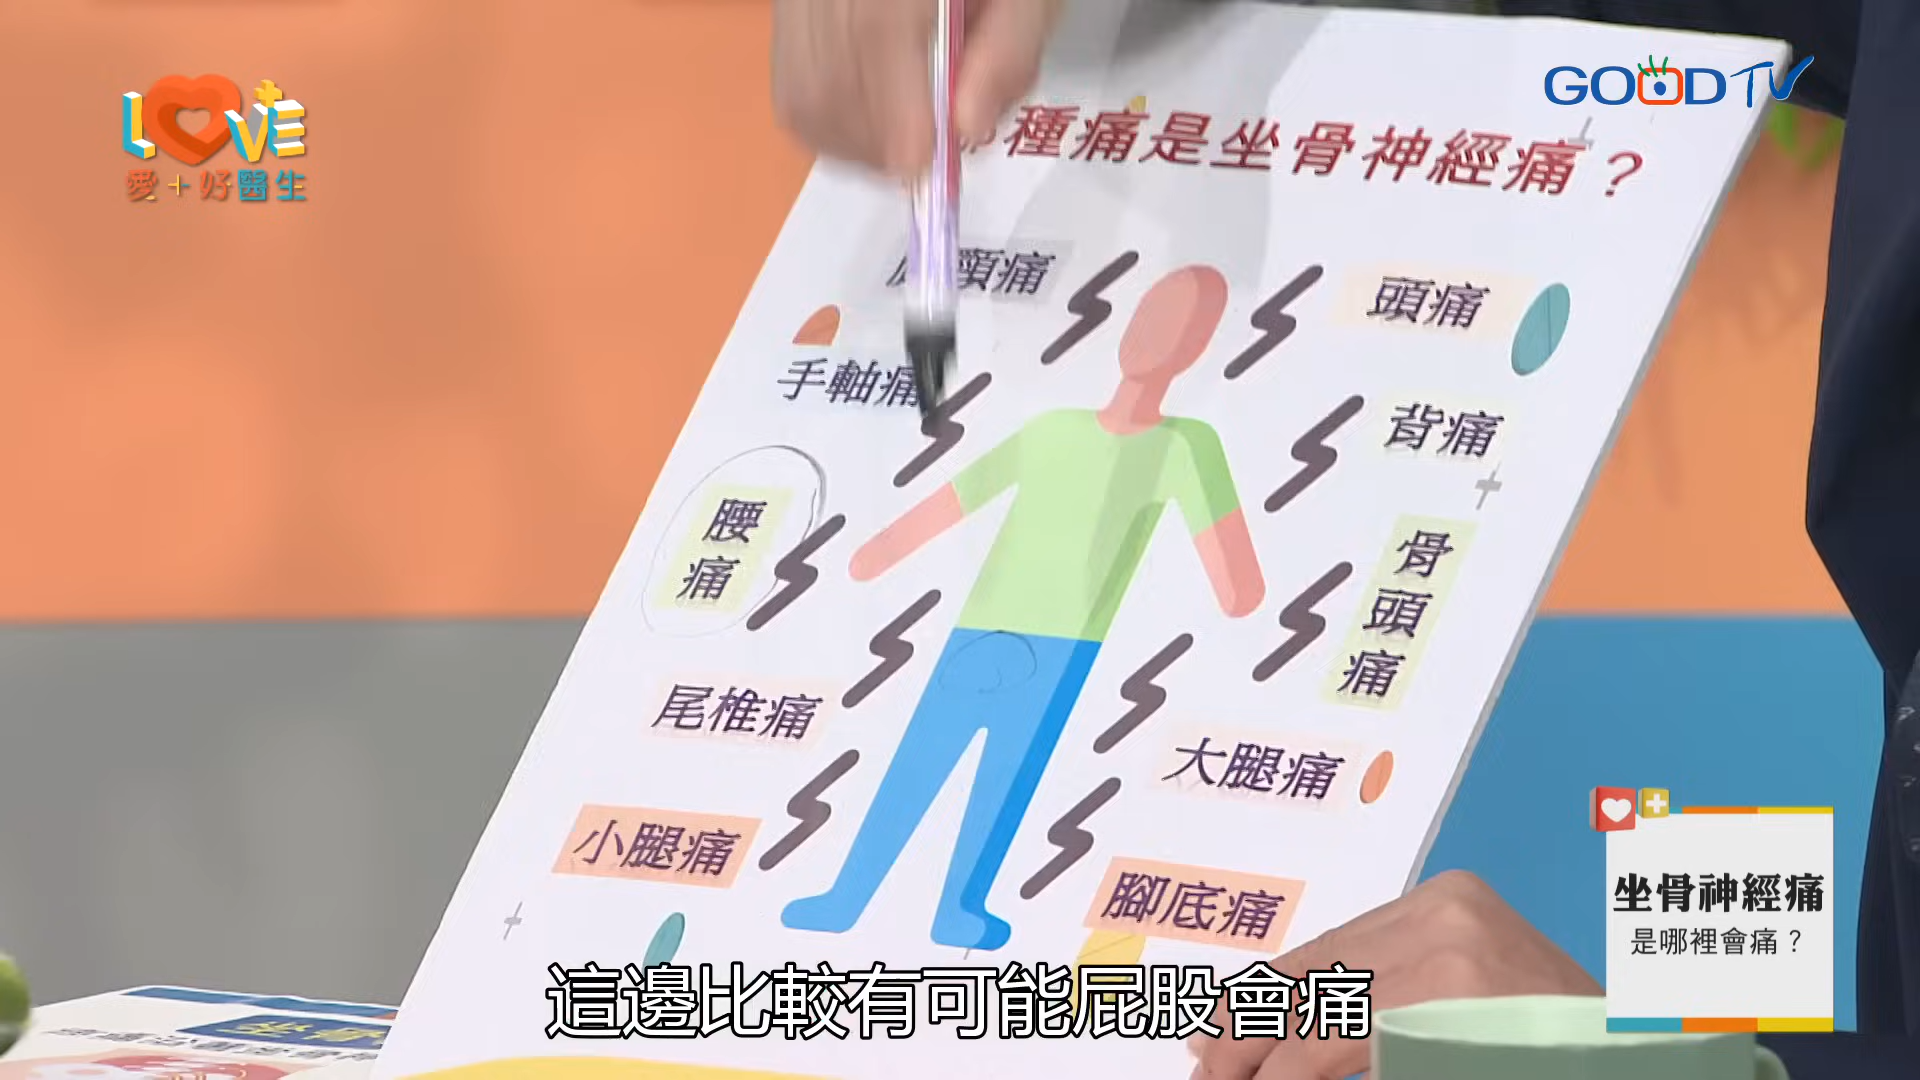 LOVE
愛+好醫生
GOOD TV
種痛是坐骨神經痛？
頸痛
頭痛
手軸痛
背痛
腰痛
骨頭痛
尾椎痛
大腿痛
小腿痛
腳底痛
坐骨神經痛
是哪裡會痛？
這邊比較有可能屁股會痛